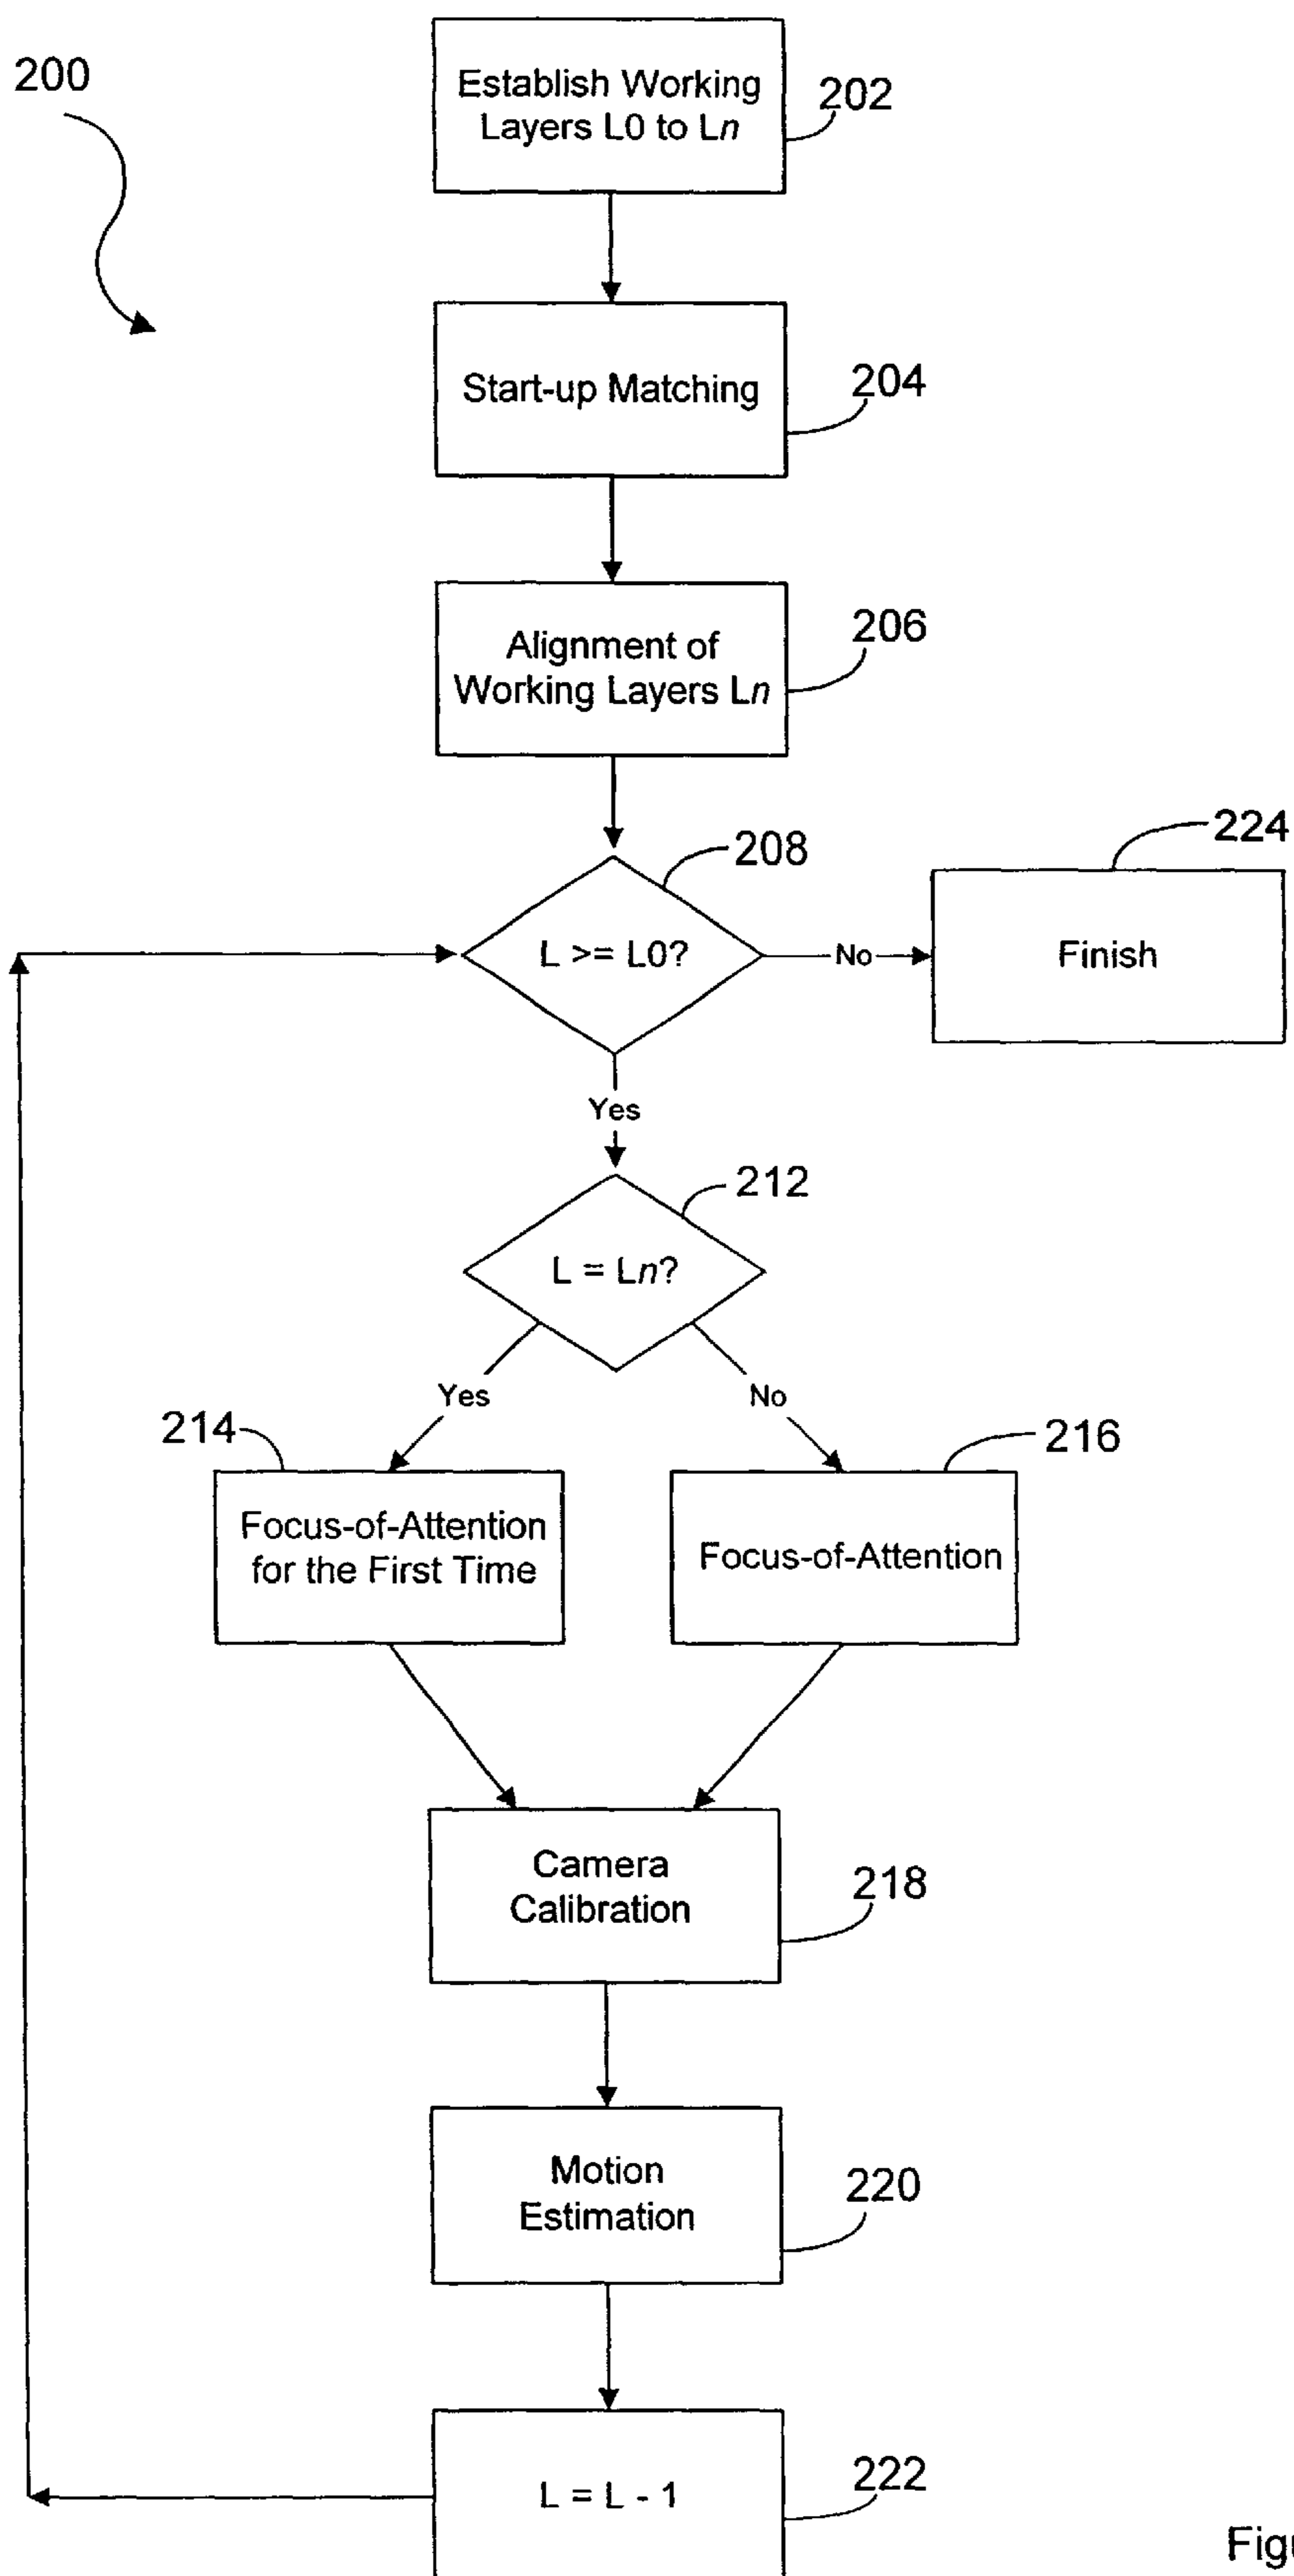 200
Establish Working
Layers L0 to Ln
202
Start-up Matching
204
Alignment of
Working Layers Ln
206
208
L >= L0?
No
224
Finish
Yes
212
L = Ln?
Yes
No
214
216
Focus-of-Attention
for the First Time
Focus-of-Attention
Camera
Calibration
218
Motion
Estimation
220
L = L - 1
222